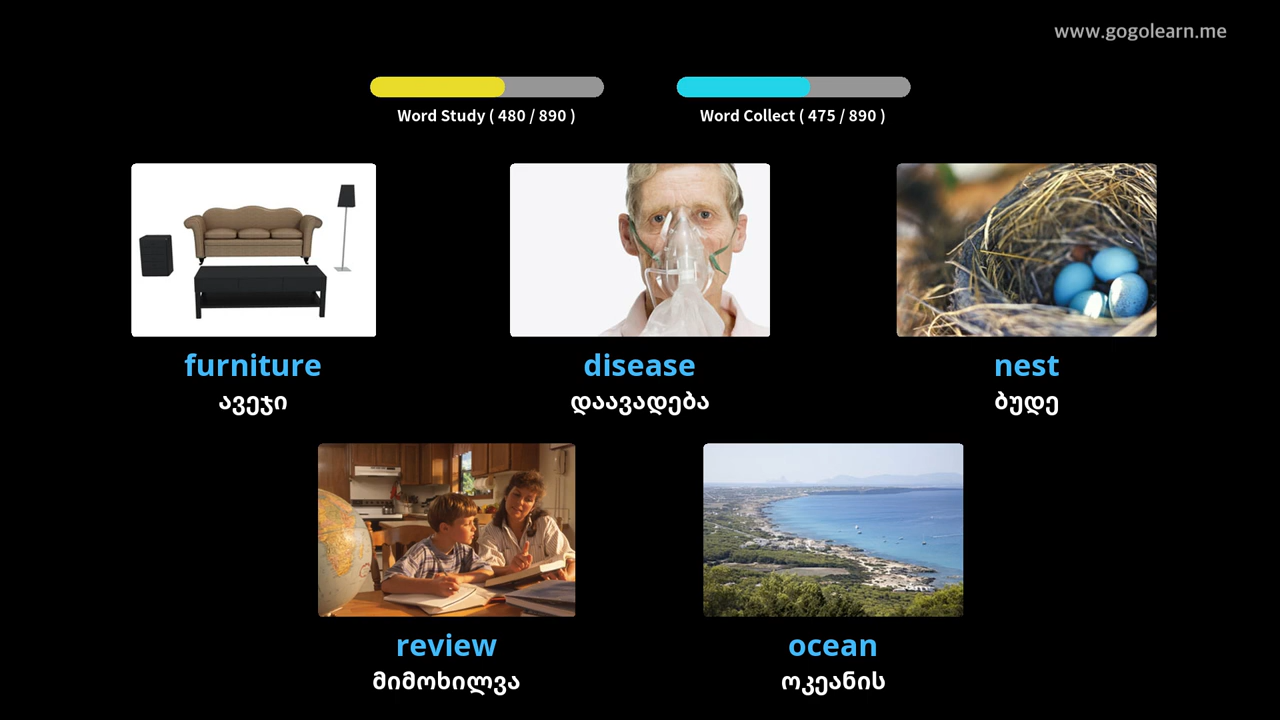 www.gogolearn.me
Word Study ( 480 / 890 )
Word Collect ( 475 / 890 )
furniture
ავეჯი
disease
დაავადება
nest
ბუდე
review
მიმოხილვა
ocean
ოკეანის